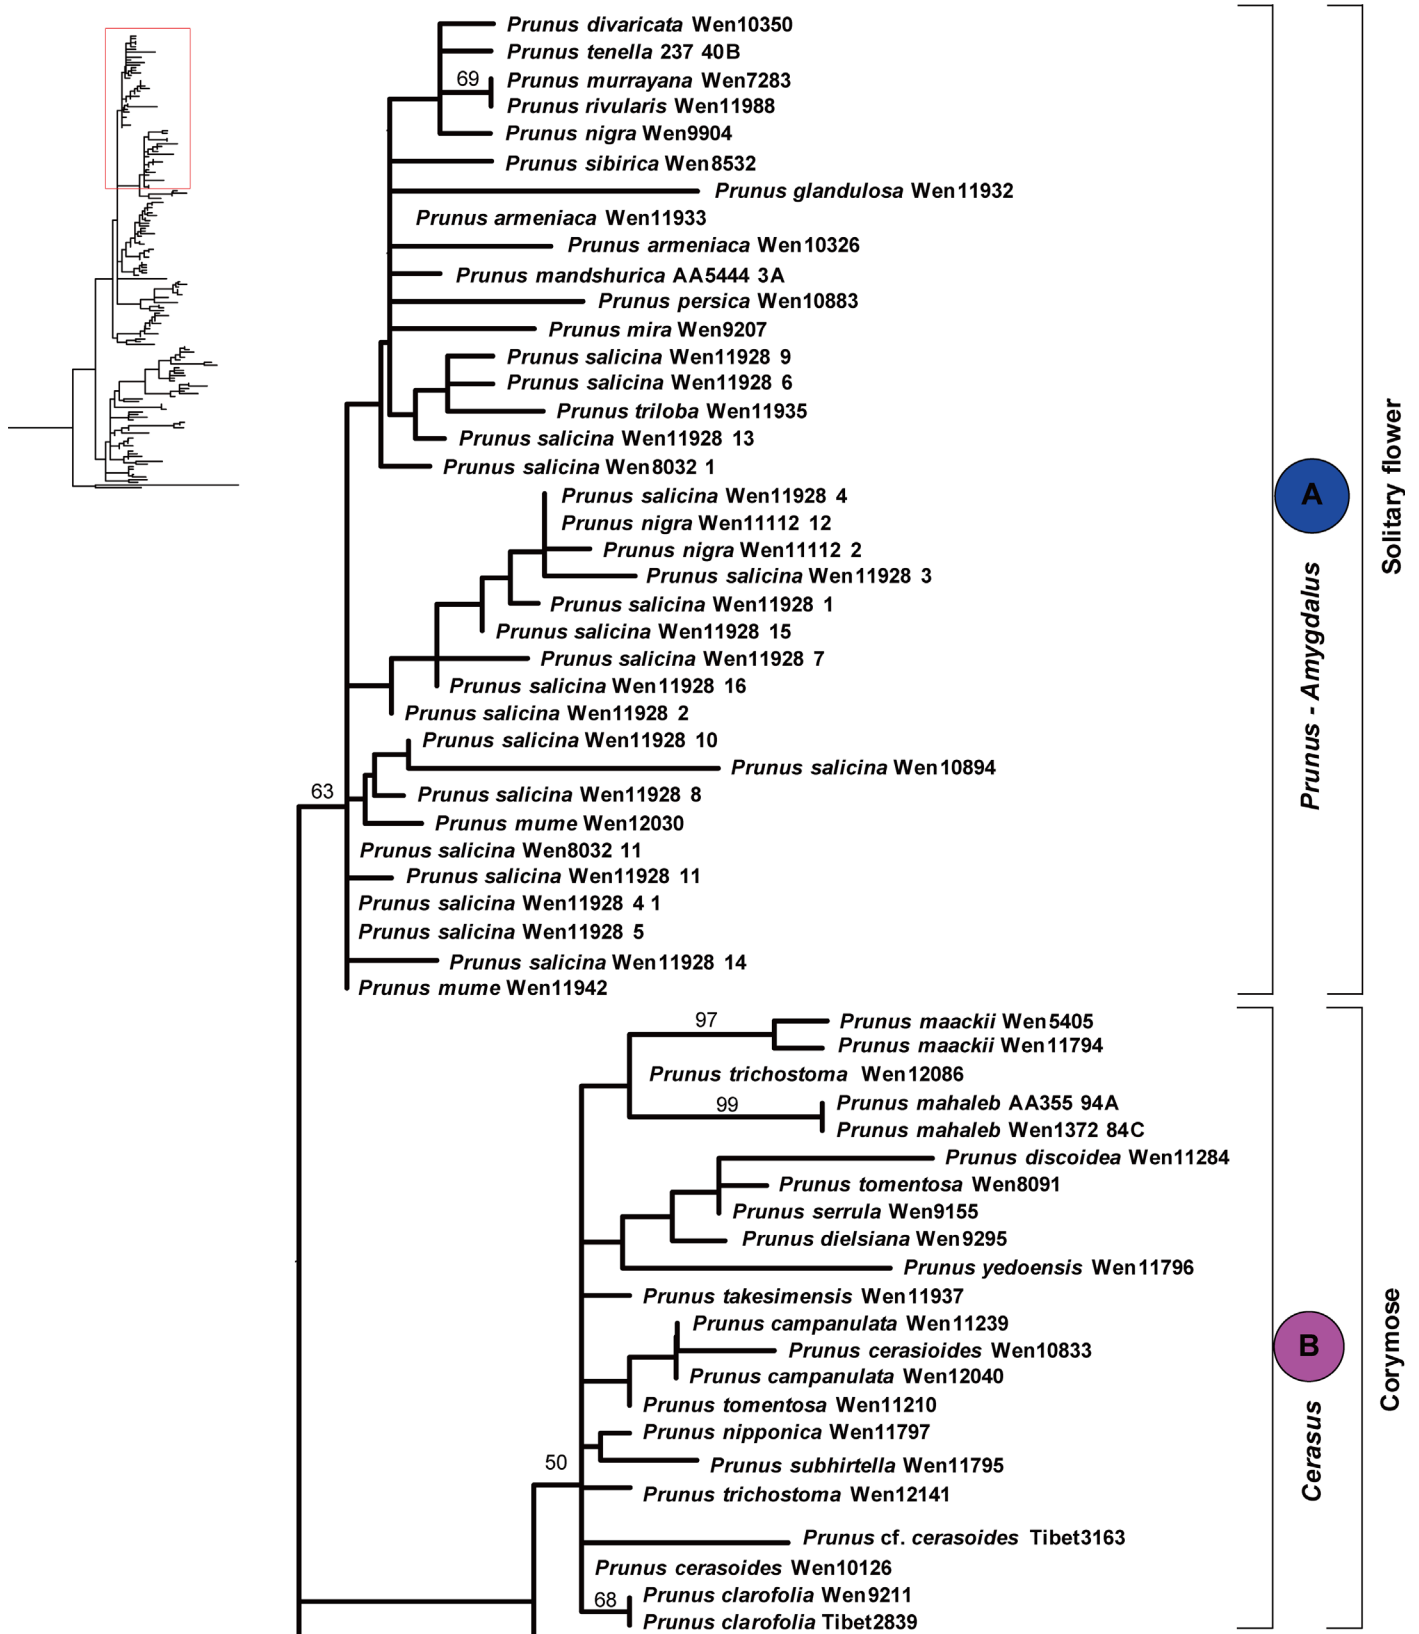 Prunus divaricata Wen10350
Prunus tenella 237 40B
69
Prunus murrayana Wen7283
Prunus rivularis Wen11988
Prunus nigra Wen9904
Prunus sibirica Wen8532
Prunus glandulosa Wen11932
Prunus armeniaca Wen11933
Prunus armeniaca Wen10326
Prunus mandshurica AA5444 3A
Prunus persica Wen10883
Prunus mira Wen9207
Prunus salicina Wen11928 9
Prunus salicina Wen11928 6
Prunus triloba Wen11935
Prunus salicina Wen11928 13
Prunus salicina Wen8032 1
Prunus salicina Wen11928 4
Prunus nigra Wen11112 12
Prunus nigra Wen11112 2
Prunus salicina Wen11928 3
Prunus salicina Wen11928 1
Prunus salicina Wen11928 15
Prunus salicina Wen11928 7
Prunus salicina Wen11928 16
Prunus salicina Wen11928 2
Prunus salicina Wen11928 10
Prunus salicina Wen10894
63
Prunus salicina Wen11928 8
Prunus mume Wen12030
Prunus salicina Wen8032 11
Prunus salicina Wen11928 11
Prunus salicina Wen11928 4 1
Prunus salicina Wen11928 5
Prunus salicina Wen11928 14
Prunus mume Wen11942
A
Prunus - Amygdalus
Solitary flower
97
Prunus maackii Wen5405
Prunus maackii Wen11794
Prunus trichostoma Wen12086
99
Prunus mahaleb AA355 94A
Prunus mahaleb Wen1372 84C
Prunus discoidea Wen11284
Prunus tomentosa Wen8091
Prunus serrula Wen9155
Prunus dielsiana Wen9295
Prunus yedoensis Wen11796
Prunus takesimensis Wen11937
Prunus campanulata Wen11239
Prunus cerasioides Wen10833
Prunus campanulata Wen12040
Prunus tomentosa Wen11210
Prunus nipponica Wen11797
50
Prunus subhirtella Wen11795
Prunus trichostoma Wen12141
Prunus cf. cerasoides Tibet3163
Prunus cerasoides Wen10126
68
Prunus clarofolia Wen9211
Prunus clarofolia Tibet2839
B
Cerasus
Corymose